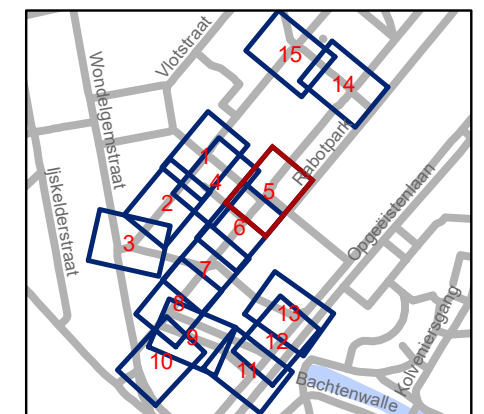 Vlotstraat
15
14
Wondelgemstraat
Rabotpark
1
4
5
Ijskelderstraat
2
6
3
Opgeëistenlaan
7
8
13
9
12
10
11
Kolveniersgang
Bachtenwalle